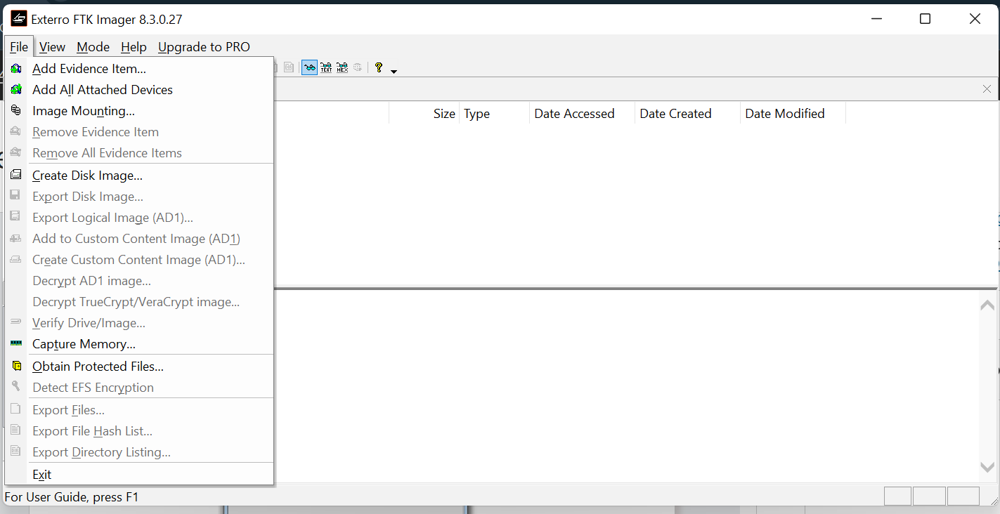 Exterro FTK Imager 8.3.0.27
File View Mode Help Upgrade to PRO
Add Evidence Item...
Add All Attached Devices
Image Mounting...
Remove Evidence Item
Remove All Evidence Items
Create Disk Image...
Export Disk Image...
Export Logical Image (AD1)...
Add to Custom Content Image (AD1)
Create Custom Content Image (AD1)...
Decrypt AD1 image...
Decrypt TrueCrypt/VeraCrypt image...
Verify Drive/Image...
Capture Memory...
Obtain Protected Files...
Detect EFS Encryption
Export Files...
Export File Hash List...
Export Directory Listing...
Exit
DIR TEXT HEX ?
Size Type Date Accessed Date Created Date Modified
For User Guide, press F1